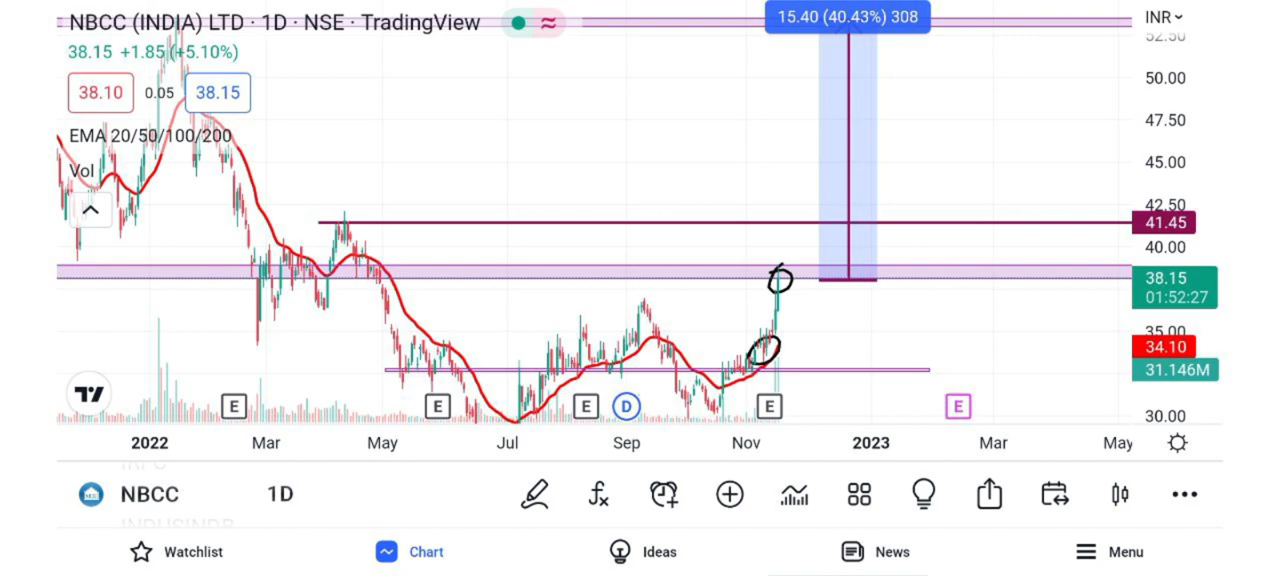 NBCC (INDIA) LTD · 1D · NSE · TradingView
15.40 (40.43%) 308
INR
52.50
38.15 +1.85 (+5.10%)
38.10 0.05 38.15
50.00
47.50
EMA 20/50/100/200
Vol
45.00
42.50
41.45
40.00
38.15
01:52:27
35.00
34.10
31.146M
30.00
E E E D E E
2022 Mar May Jul Sep Nov 2023 Mar May
NBCC 1D
Watchlist Chart Ideas News Menu